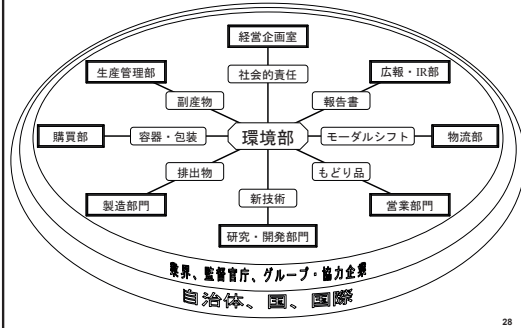 経営企画室
生産管理部
社会的責任
広報・IR部
副産物
報告書
購買部
容器・包装
環境部
モーダルシフト
物流部
排出物
もどり品
製造部門
新技術
営業部門
研究・開発部門
業界、監督官庁、グループ・協力企業
自治体、国、国際
28